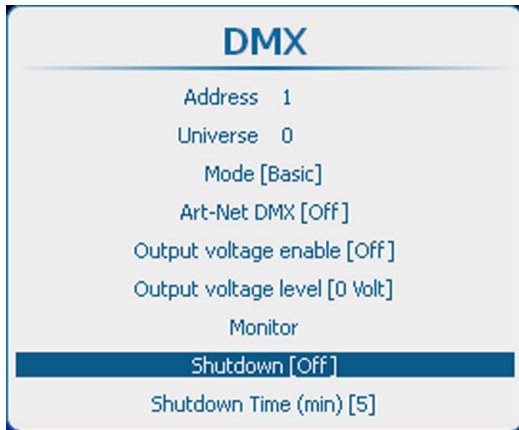 DMX
Address 1
Universe 0
Mode [Basic]
Art-Net DMX [Off]
Output voltage enable [Off]
Output voltage level [0 Volt]
Monitor
Shutdown [Off]
Shutdown Time (min) [5]